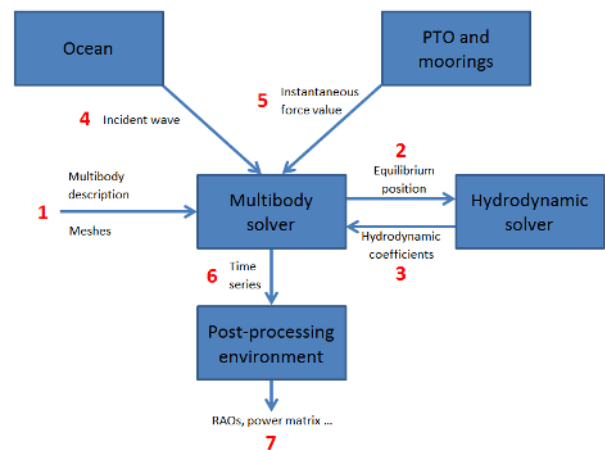 Ocean
PTO and
moorings
4 Incident wave
5 Instantaneous
force value
2
Equilibrium
position
1
Multibody
description
Meshes
Multibody
solver
Hydrodynamic
solver
Hydrodynamic
coefficients
3
6 Time
series
Post-processing
environment
RAOs, power matrix ...
7